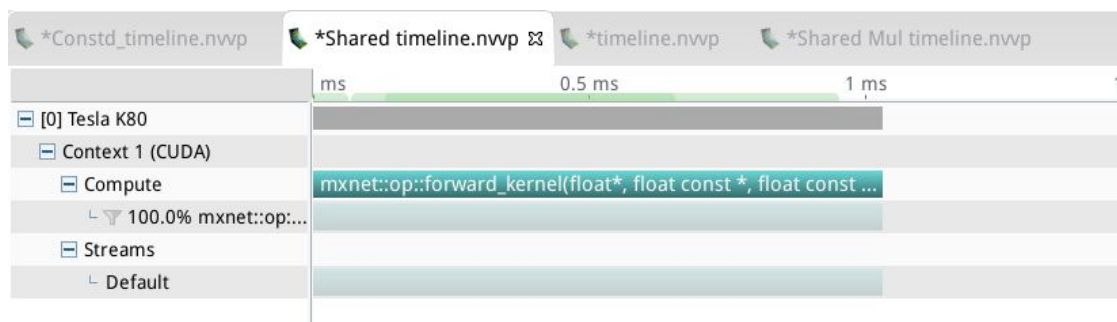 *Constd_timeline.nvvp *Shared timeline.nvvp *timeline.nvvp *Shared Mul timeline.nvvp
ms 0.5 ms 1 ms
[0] Tesla K80
Context 1 (CUDA)
Compute mxnet::op::forward_kernel(float*, float const *, float const ...
100.0% mxnet::op:...
Streams
Default